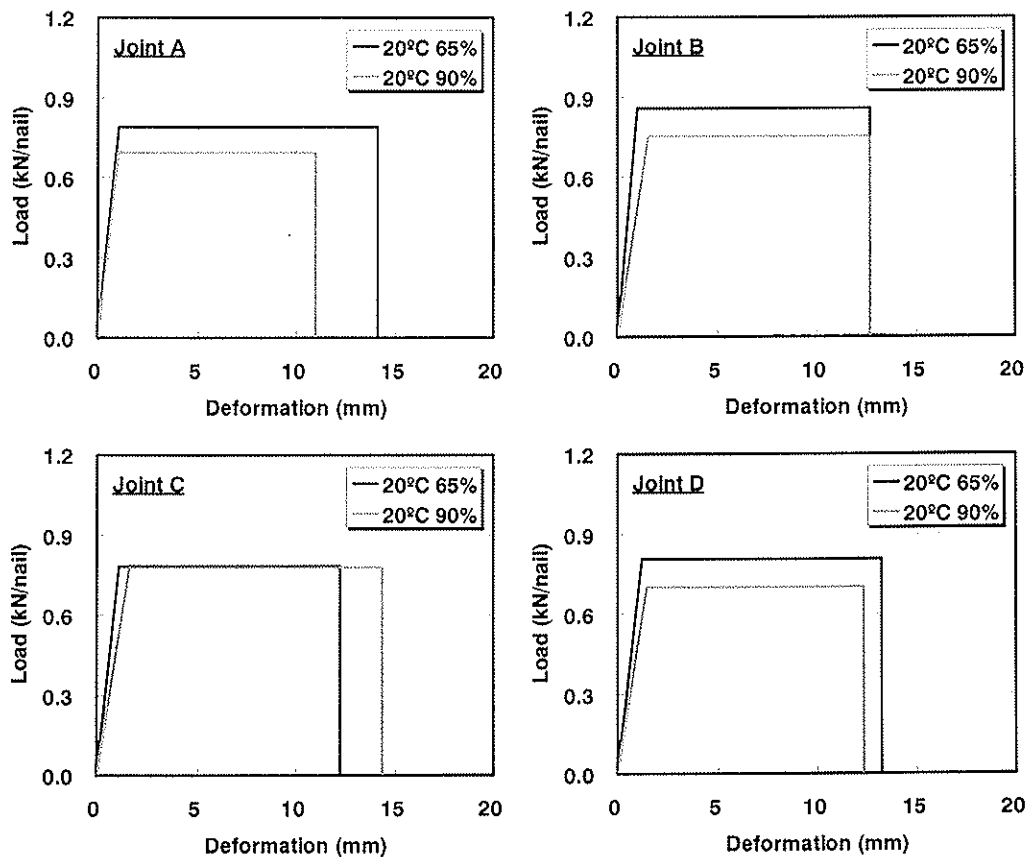 1.2
0.9
0.6
0.3
0.0
Load (kN/nail)
Joint A
20ºC 65%
20ºC 90%
0 5 10 15 20
Deformation (mm)
1.2
0.9
0.6
0.3
0.0
Load (kN/nail)
Joint B
20ºC 65%
20ºC 90%
0 5 10 15 20
Deformation (mm)
1.2
0.9
0.6
0.3
0.0
Load (kN/nail)
Joint C
20ºC 65%
20ºC 90%
0 5 10 15 20
Deformation (mm)
1.2
0.9
0.6
0.3
0.0
Load (kN/nail)
Joint D
20ºC 65%
20ºC 90%
0 5 10 15 20
Deformation (mm)